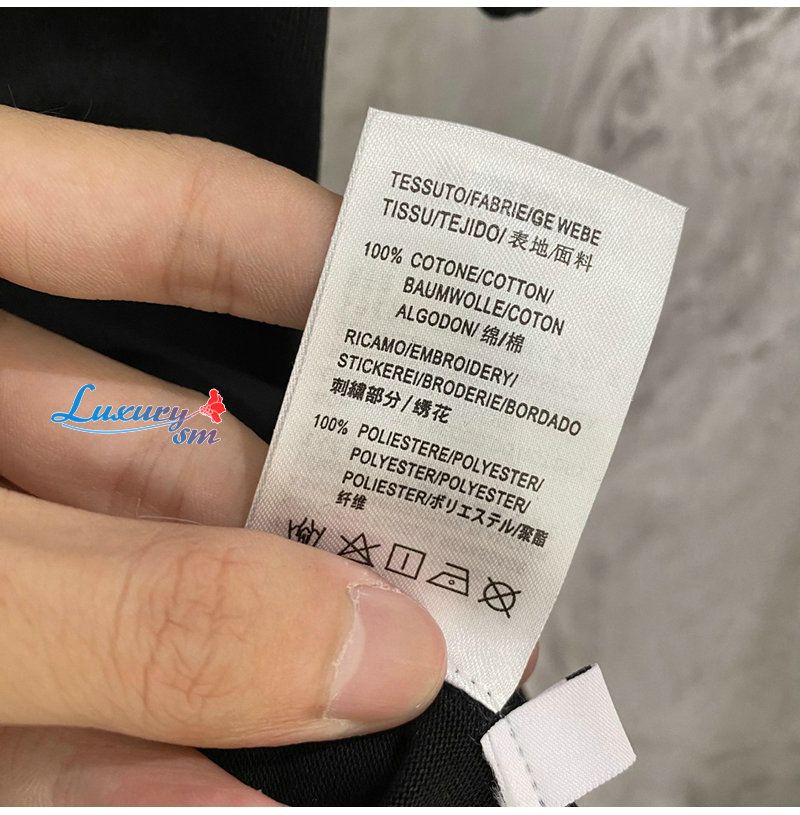 TESSUTO/FABRIE/GE WEBE
TISSU/TEJIDO/ 表地/面料
100% COTONE/COTTON/
BAUMWOLLE/COTON
ALGODON/ 绵/棉
RICAMO/EMBROIDERY/
STICKEREI/BRODERIE/BORDADO
刺繍部分/绣花
100% POLIESTERE/POLYESTER/
POLYESTER/POLYESTER/
POLIESTER/ポリエステル/聚酯
纤维
Luxury
sm